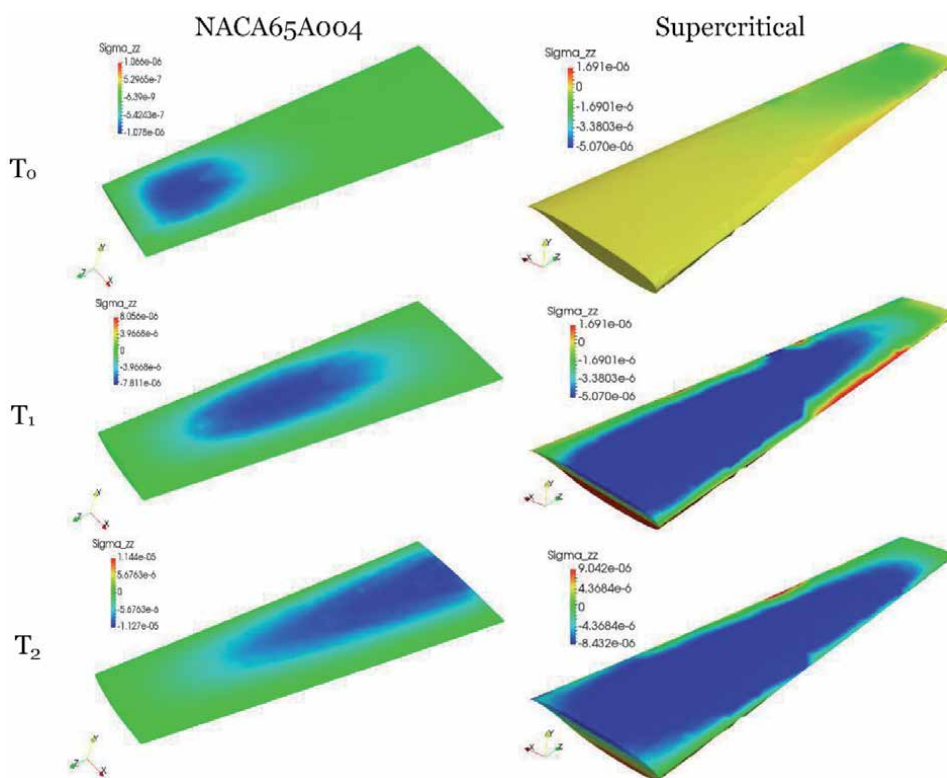 NACA65A004
Supercritical
Sigma_zz
1.066e-06
5.2965e-7
-6.39e-9
-5.4243e-7
-1.078e-06
Sigma_zz
1.691e-06
0
-1.6901e-6
-3.3803e-6
-5.070e-06
T0
Y
Z
X
Y
X
Z
Sigma_zz
8.056e-06
3.9668e-6
0
-3.9668e-6
-7.811e-06
Sigma_zz
1.691e-06
0
-1.6901e-6
-3.3803e-6
-5.070e-06
T1
Y
Z
X
Y
X
Z
Sigma_zz
1.144e-05
5.6763e-6
0
-5.6763e-6
-1.127e-05
Sigma_zz
9.042e-06
4.3684e-6
0
-4.3684e-6
-8.432e-06
T2
Y
Z
X
Y
X
Z